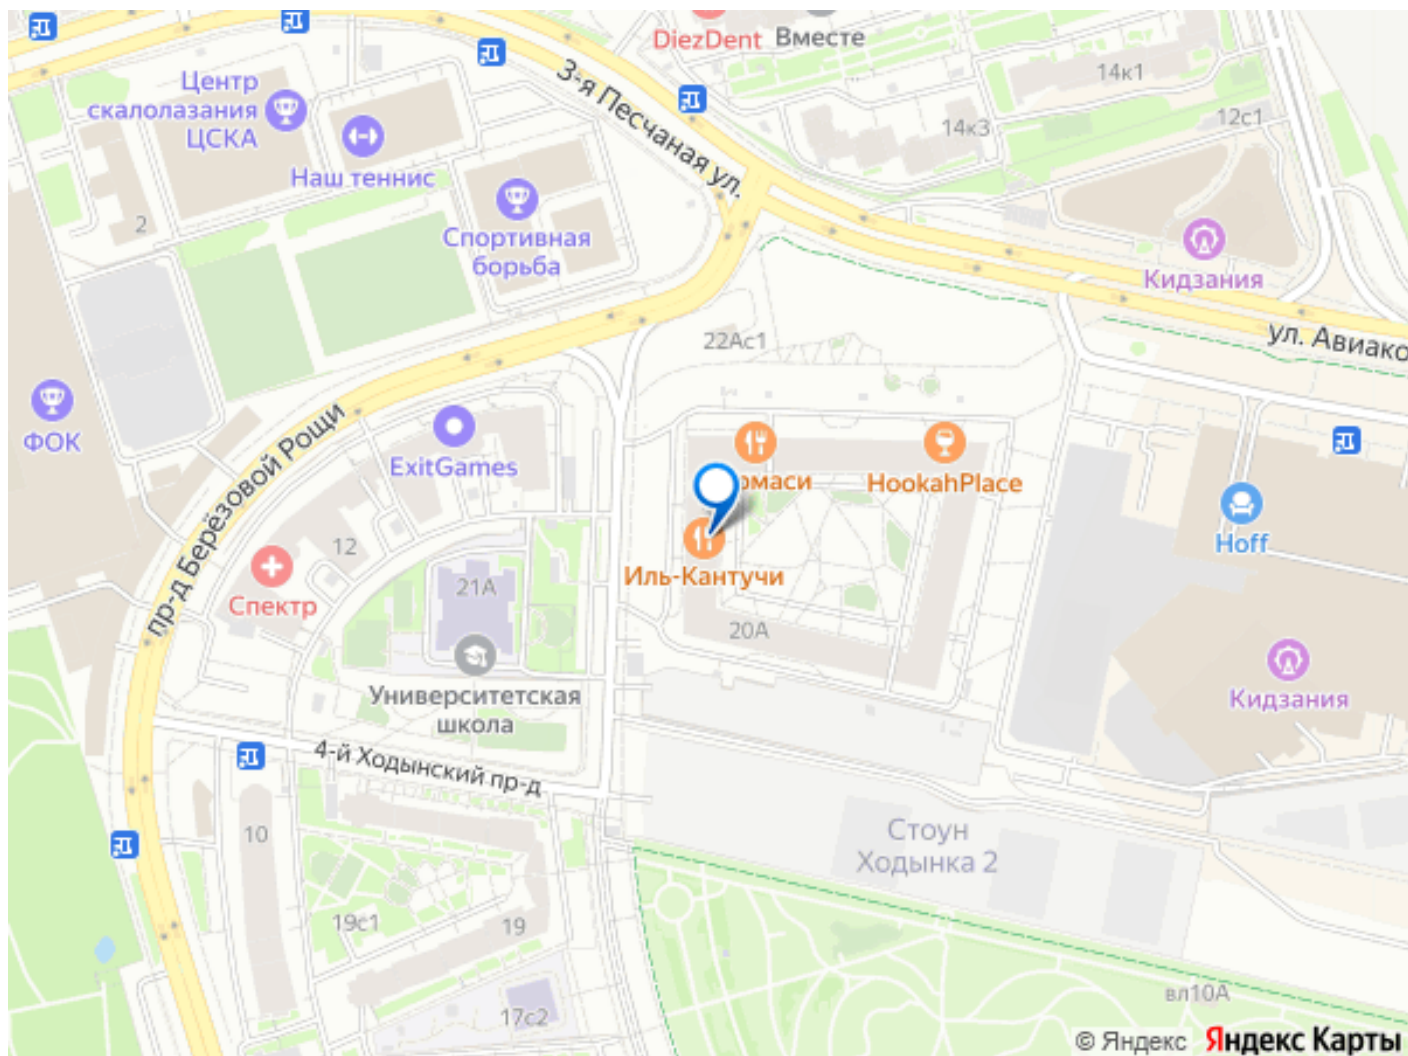 DiezDent
Вместе
Центр
скалолазания
ЦСКА
3-я Песчаная ул.
14к1
12с1
14к3
Наш теннис
2
Спортивная
борьба
Кидзания
22Ас1
ул. Авиако
ФОК
ExitGames
пр-д Берёзовой Рощи
омаси
HookahPlace
Hoff
12
Иль-Кантучи
Спектр
21А
20А
Университетская
школа
Кидзания
4-й Ходынский пр-д
10
Стоун
Ходынка 2
19с1
19
вл10А
17с2
© Яндекс Яндекс Карты